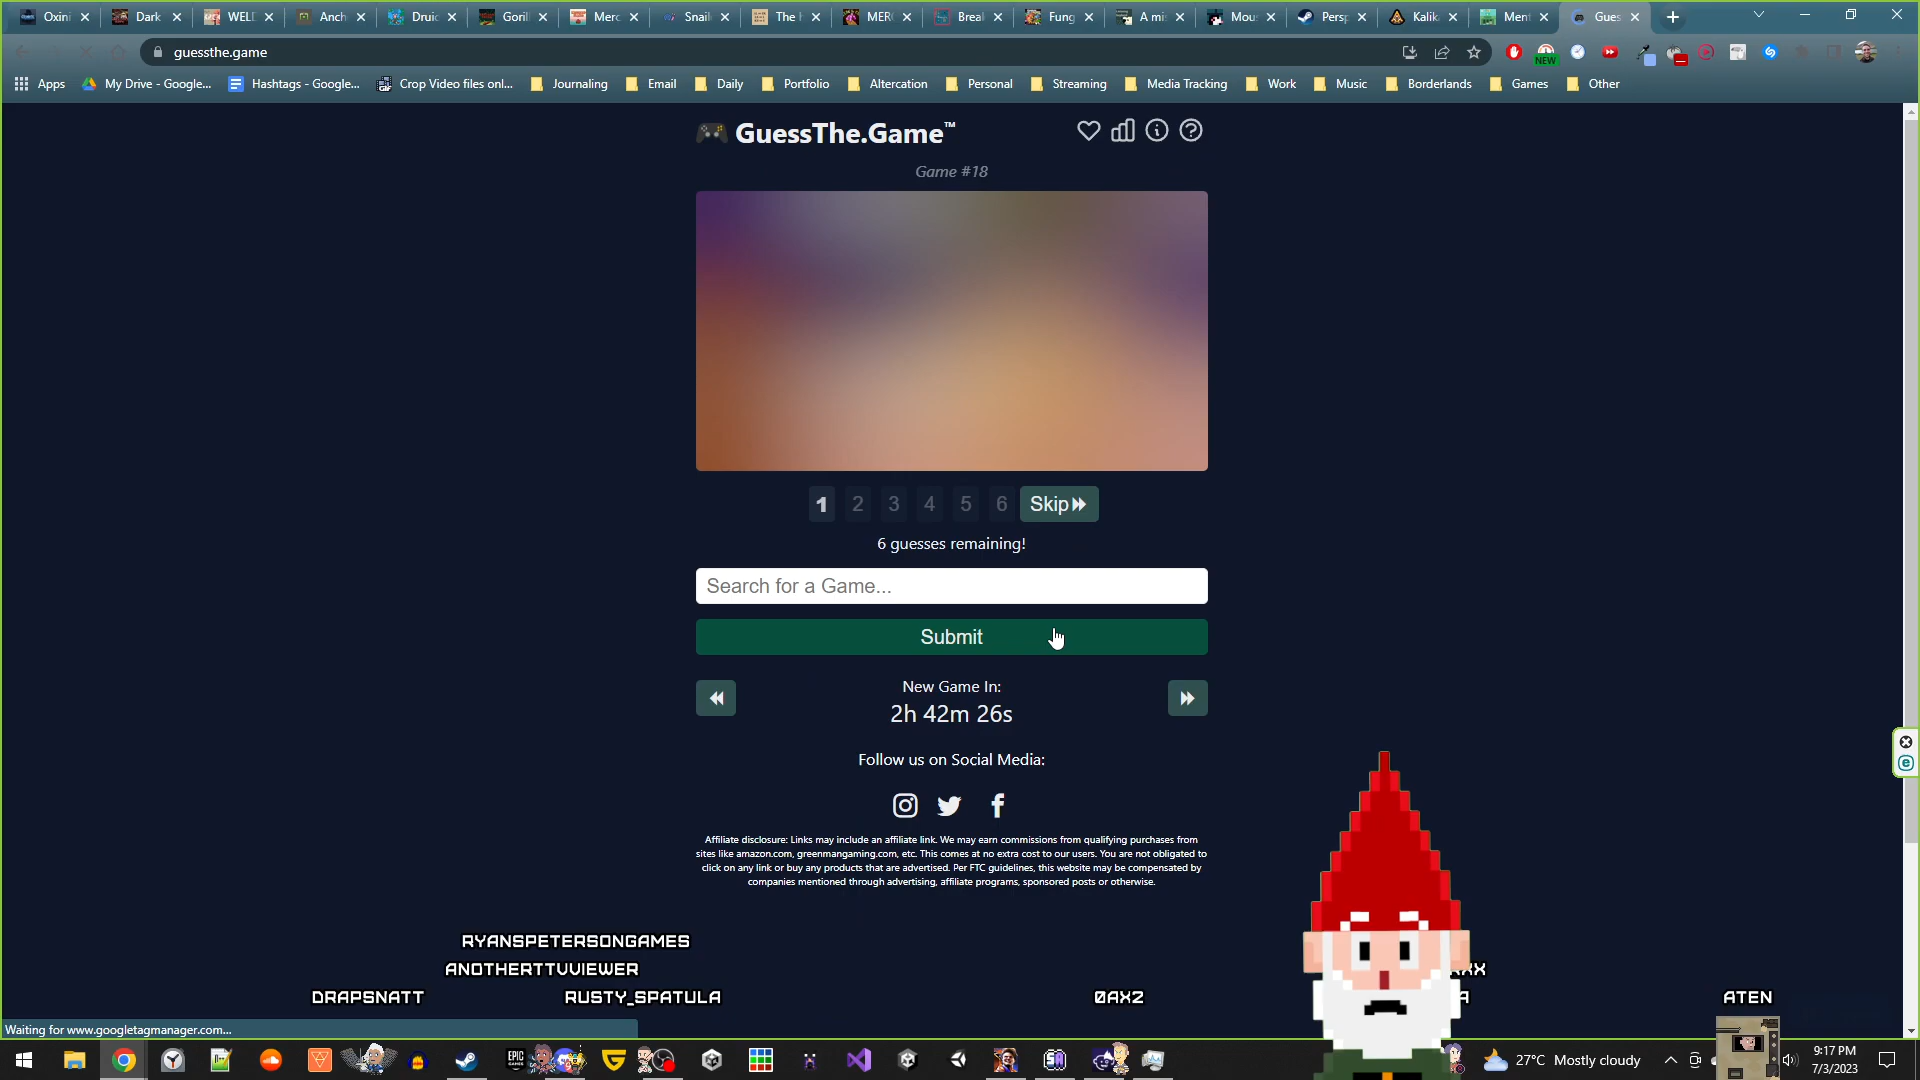 Oxini
Dark
WELI
Anch
Druid
Goril
Merc
Snail
The H
MER
Break
Fung
A mi
Mou
Persp
Kalik
Ment
Gues
guessthe.game
NEW
Apps
My Drive - Google...
Hashtags - Google...
Crop Video files onl...
Journaling
Email
Daily
Portfolio
Altercation
Personal
Streaming
Media Tracking
Work
Music
Borderlands
Games
Other
GuessThe.Game™
Game #18
1 2 3 4 5 6 Skip
6 guesses remaining!
Search for a Game...
Submit
New Game In:
2h 42m 26s
Follow us on Social Media:
Affiliate disclosure: Links may include an affiliate link. We may earn commissions from qualifying purchases from
sites like amazon.com, greenmangaming.com, etc. This comes at no extra cost to our users. You are not obligated to
click on any link or buy any products that are advertised. Per FTC guidelines, this website may be compensated by
companies mentioned through advertising, affiliate programs, sponsored posts or otherwise.
RYANSPETERSONGAMES
ANOTHERTTVVIEWER
DRAPSNATT
RUSTY_SPATULA
0AX2
ATEN
Waiting for www.googletagmanager.com...
EPIC
27°C Mostly cloudy
9:17 PM
7/3/2023